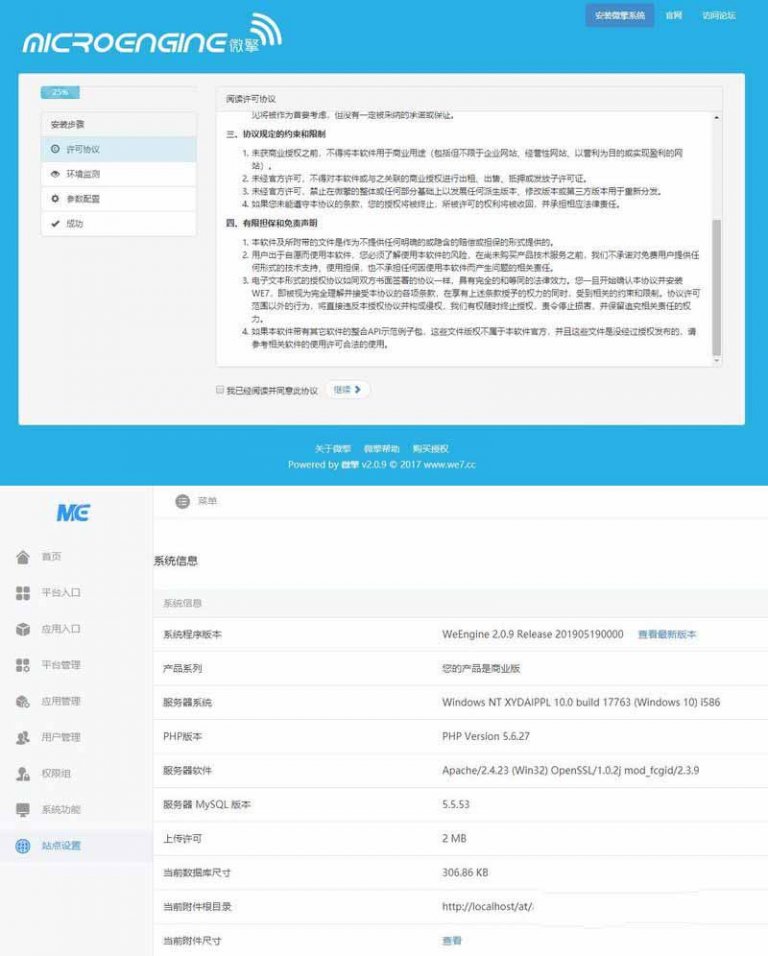 安装微擎系统 官网 访问论坛
MICROENGINE微擎
25%
安装步骤
许可协议
环境监测
参数配置
成功
阅读许可协议
见将被作为首要考虑，但没有一定被采纳的承诺或保证。
三、协议规定的约束和限制
1. 未获商业授权之前，不得将本软件用于商业用途（包括但不限于企业网站、经营性网站、以营利为目的或实现盈利的网
站）。
2. 未经官方许可，不得对本软件或与之关联的商业授权进行出租、出售、抵押或发放子许可证。
3. 未经官方许可，禁止在微擎的整体或任何部分基础上以发展任何派生版本、修改版本或第三方版本用于重新分发。
4. 如果您未能遵守本协议的条款，您的授权将被终止，所被许可的权利将被收回，并承担相应法律责任。
四、有限担保和免责声明
1. 本软件及所附带的文件是作为不提供任何明确的或隐含的赔偿或担保的形式提供的。
2. 用户出于自愿而使用本软件，您必须了解使用本软件的风险，在尚未购买产品技术服务之前，我们不承诺对免费用户提供任
何形式的技术支持、使用担保，也不承担任何因使用本软件而产生问题的相关责任。
3. 电子文本形式的授权协议如同双方书面签署的协议一样，具有完全的和等同的法律效力。您一旦开始确认本协议并安装
WE7，即被视为完全理解并接受本协议的各项条款，在享有上述条款授予的权力的同时，受到相关的约束和限制。协议许可
范围以外的行为，将直接违反本授权协议并构成侵权，我们有权随时终止授权，责令停止损害，并保留追究相关责任的权
力。
4. 如果本软件带有其它软件的整合API示范例子包，这些文件版权不属于本软件官方，并且这些文件是没经过授权发布的，请
参考相关软件的使用许可合法的使用。
我已经阅读并同意此协议 继续
关于微擎 微擎帮助 购买授权
Powered by 微擎 v2.0.9 © 2017 www.we7.cc
WE
菜单
首页
平台入口
应用入口
平台管理
应用管理
用户管理
权限组
系统功能
站点设置
系统信息
系统信息
系统程序版本 WeEngine 2.0.9 Release 201905190000 查看最新版本
产品系列 您的产品是商业版
服务器系统 Windows NT XYDAIPPL 10.0 build 17763 (Windows 10) i586
PHP版本 PHP Version 5.6.27
服务器软件 Apache/2.4.23 (Win32) OpenSSL/1.0.2j mod_fcgid/2.3.9
服务器 MySQL 版本 5.5.53
上传许可 2 MB
当前数据库尺寸 306.86 KB
当前附件根目录 http://localhost/at/
当前附件尺寸 查看